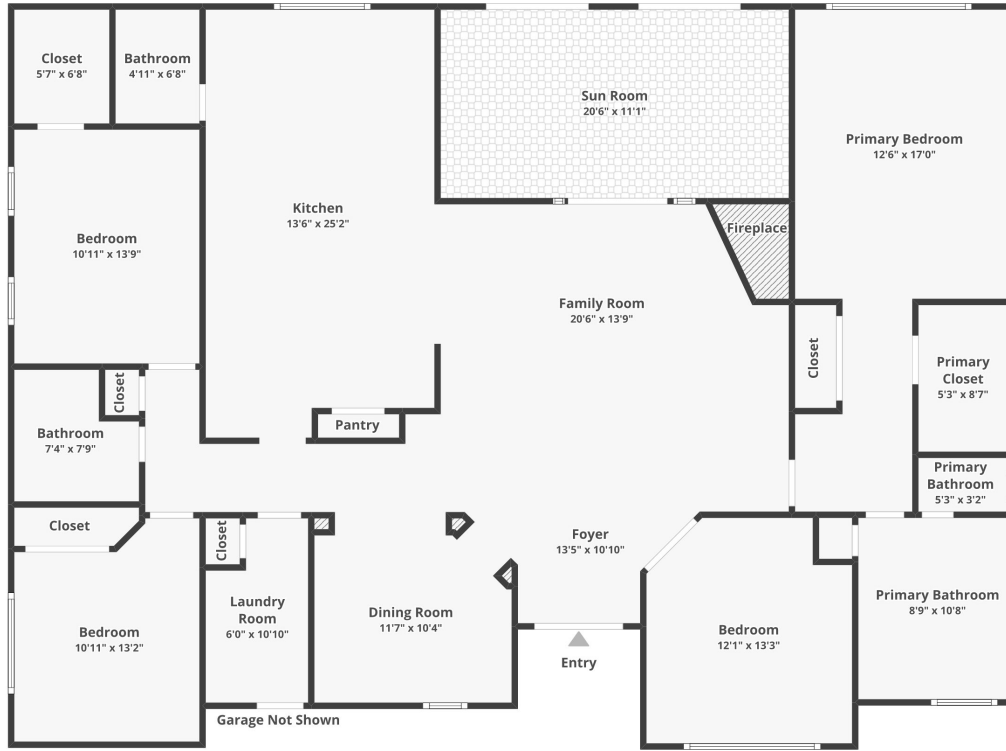 Closet
5'7" x 6'8"
Bathroom
4'11" x 6'8"
Sun Room
20'6" x 11'1"
Primary Bedroom
12'6" x 17'0"
Kitchen
13'6" x 25'2"
Bedroom
10'11" x 13'9"
Fireplace
Family Room
20'6" x 13'9"
Closet
Primary
Closet
5'3" x 8'7"
Closet
Pantry
Bathroom
7'4" x 7'9"
Primary
Bathroom
5'3" x 3'2"
Closet
Closet
Foyer
13'5" x 10'10"
Primary Bathroom
8'9" x 10'8"
Laundry
Room
6'0" x 10'10"
Dining Room
11'7" x 10'4"
Bedroom
10'11" x 13'2"
Bedroom
12'1" x 13'3"
Entry
Garage Not Shown